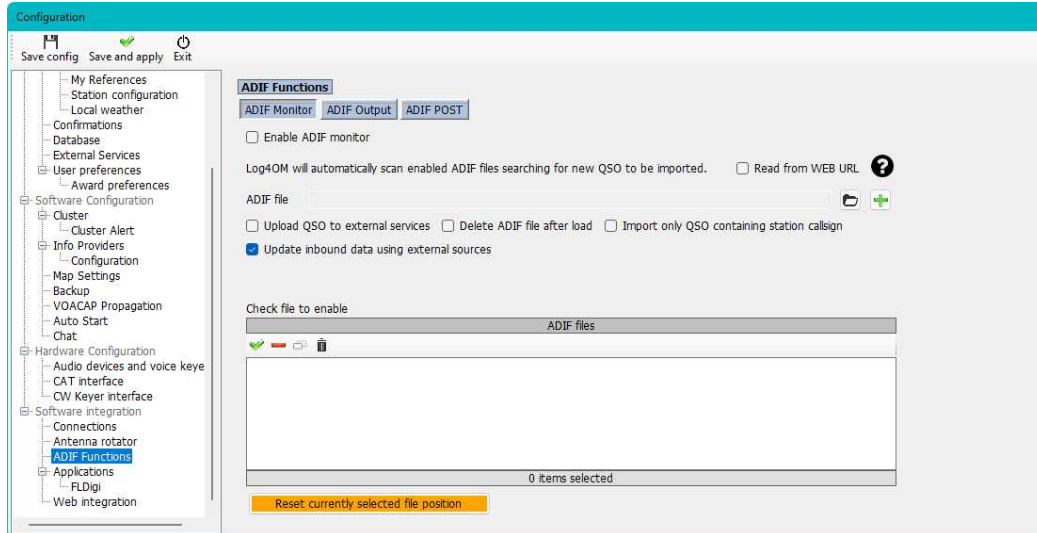 Configuration
Save config Save and apply Exit
My References
Station configuration
Local weather
Confirmations
Database
External Services
User preferences
Award preferences
Software Configuration
Cluster
Cluster Alert
Info Providers
Configuration
Map Settings
Backup
VOACAP Propagation
Auto Start
Chat
Hardware Configuration
Audio devices and voice keye
CAT interface
CW Keyer interface
Software integration
Connections
Antenna rotator
ADIF Functions
Applications
FLDigi
Web integration
ADIF Functions
ADIF Monitor ADIF Output ADIF POST
Enable ADIF monitor
Log4OM will automatically scan enabled ADIF files searching for new QSO to be imported. Read from WEB URL ?
ADIF file
Upload QSO to external services Delete ADIF file after load Import only QSO containing station callsign
Update inbound data using external sources
Check file to enable
ADIF files
0 items selected
Reset currently selected file position